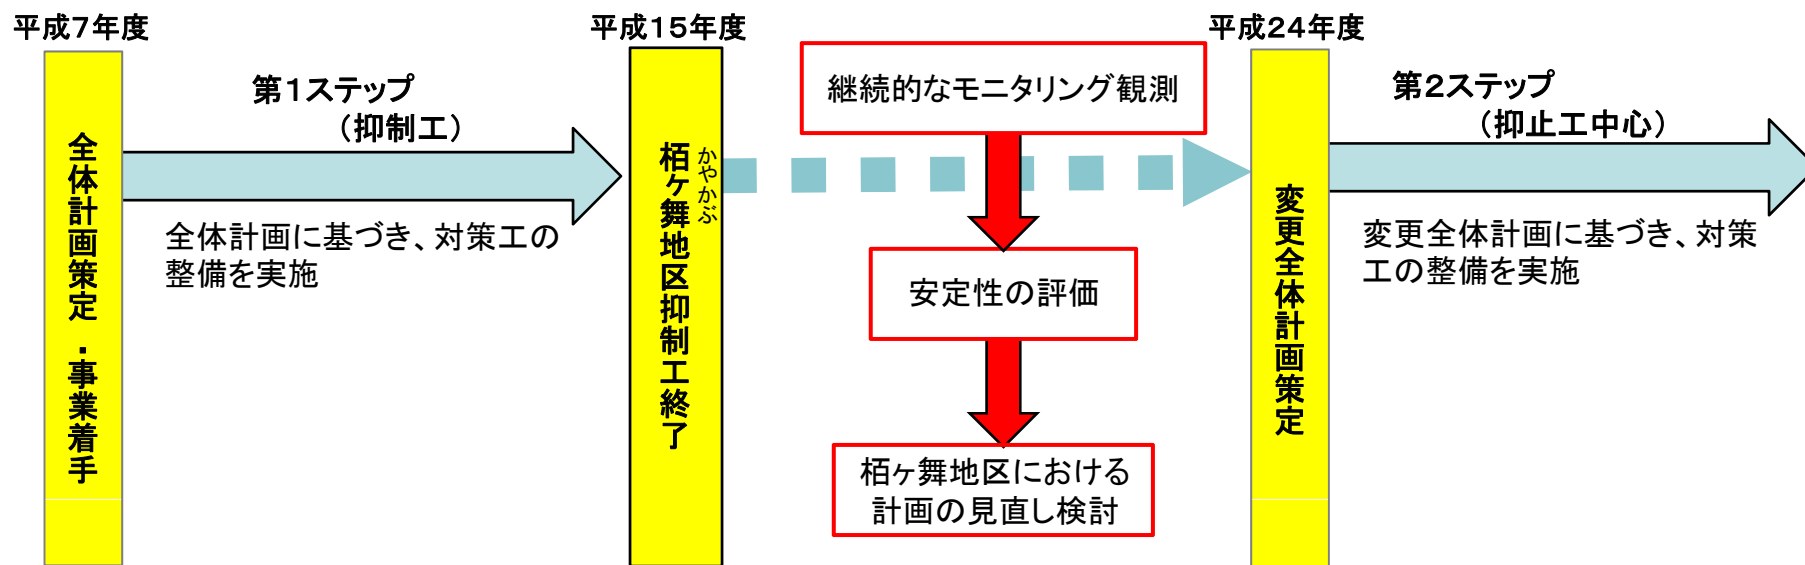 平成7年度
全体計画策定・事業着手
第1ステップ
（抑制工）
全体計画に基づき、対策工の
整備を実施
平成15年度
栢ヶ舞地区抑制工終了
かやかぶ
継続的なモニタリング観測
安定性の評価
栢ヶ舞地区における
計画の見直し検討
平成24年度
変更全体計画策定
第2ステップ
（抑止工中心）
変更全体計画に基づき、対策
工の整備を実施